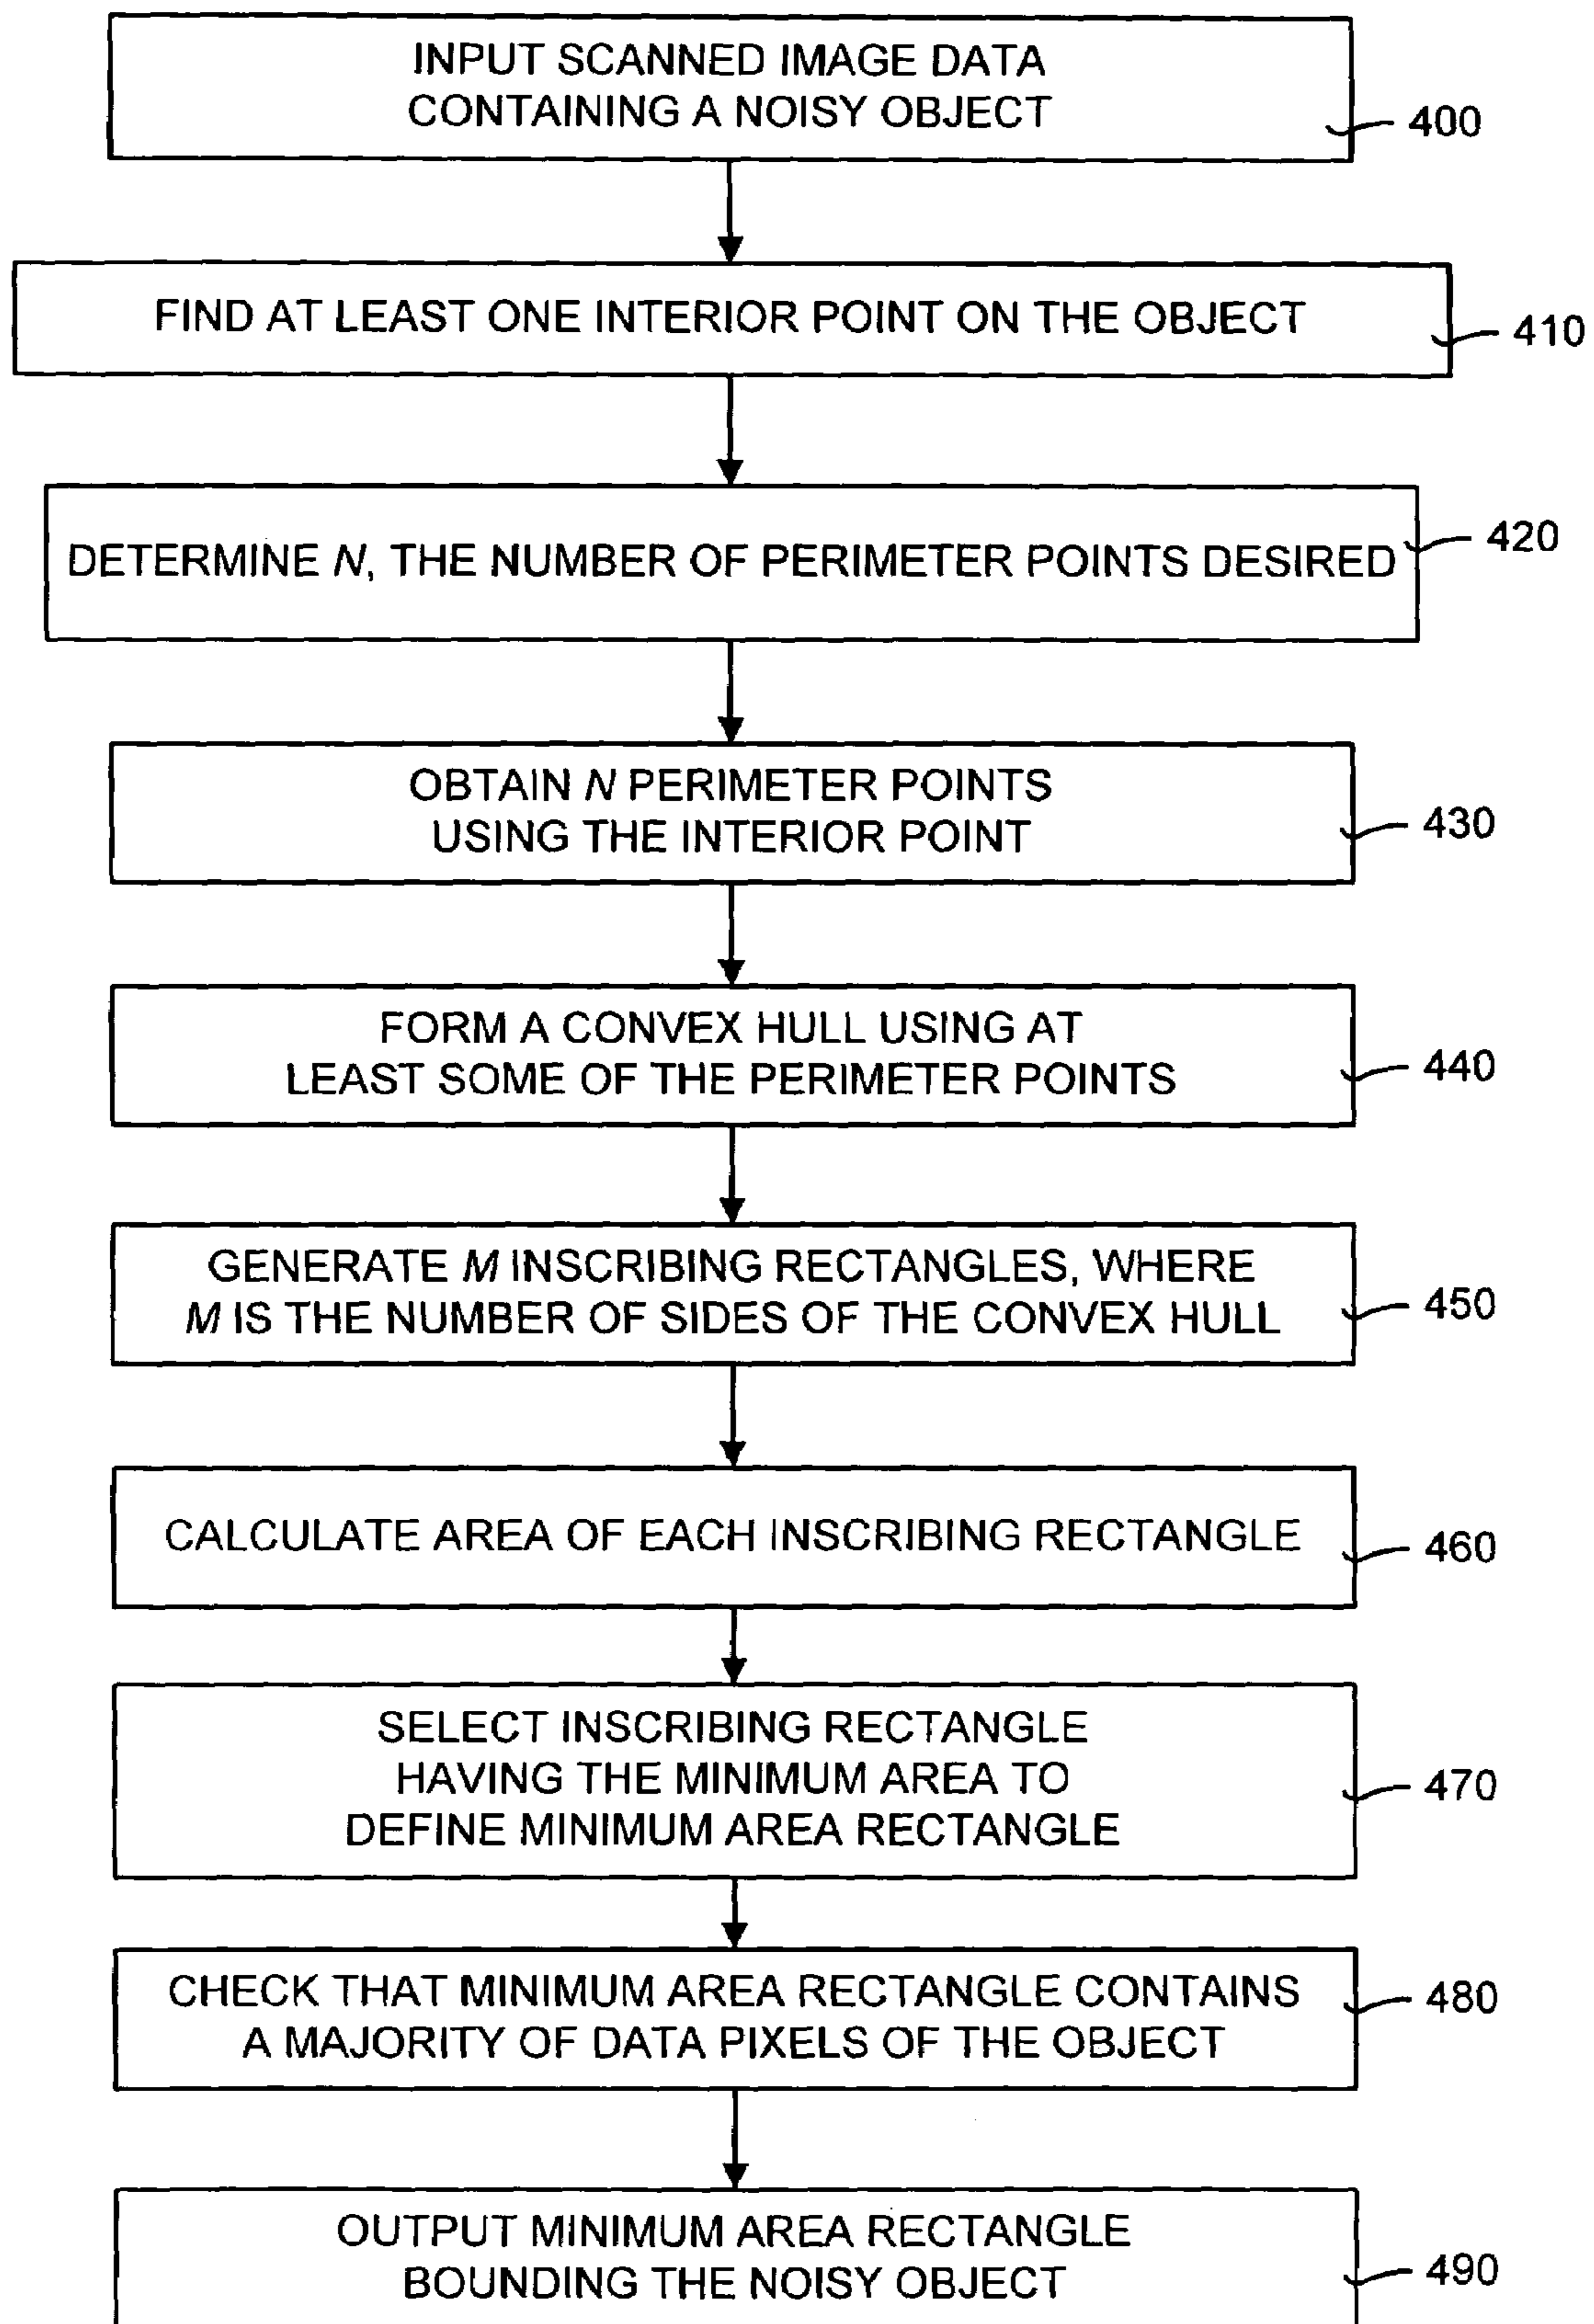 INPUT SCANNED IMAGE DATA
CONTAINING A NOISY OBJECT
400
FIND AT LEAST ONE INTERIOR POINT ON THE OBJECT
410
DETERMINE N, THE NUMBER OF PERIMETER POINTS DESIRED
420
OBTAIN N PERIMETER POINTS
USING THE INTERIOR POINT
430
FORM A CONVEX HULL USING AT
LEAST SOME OF THE PERIMETER POINTS
440
GENERATE M INSCRIBING RECTANGLES, WHERE
M IS THE NUMBER OF SIDES OF THE CONVEX HULL
450
CALCULATE AREA OF EACH INSCRIBING RECTANGLE
460
SELECT INSCRIBING RECTANGLE
HAVING THE MINIMUM AREA TO
DEFINE MINIMUM AREA RECTANGLE
470
CHECK THAT MINIMUM AREA RECTANGLE CONTAINS
A MAJORITY OF DATA PIXELS OF THE OBJECT
480
OUTPUT MINIMUM AREA RECTANGLE
BOUNDING THE NOISY OBJECT
490